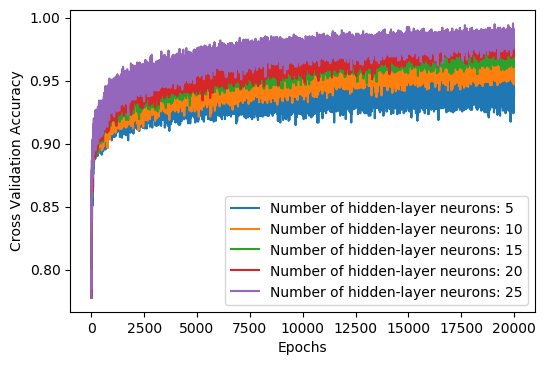 1.00
0.95
0.90
0.85
0.80
Cross Validation Accuracy
Number of hidden-layer neurons: 5
Number of hidden-layer neurons: 10
Number of hidden-layer neurons: 15
Number of hidden-layer neurons: 20
Number of hidden-layer neurons: 25
0 2500 5000 7500 10000 12500 15000 17500 20000
Epochs